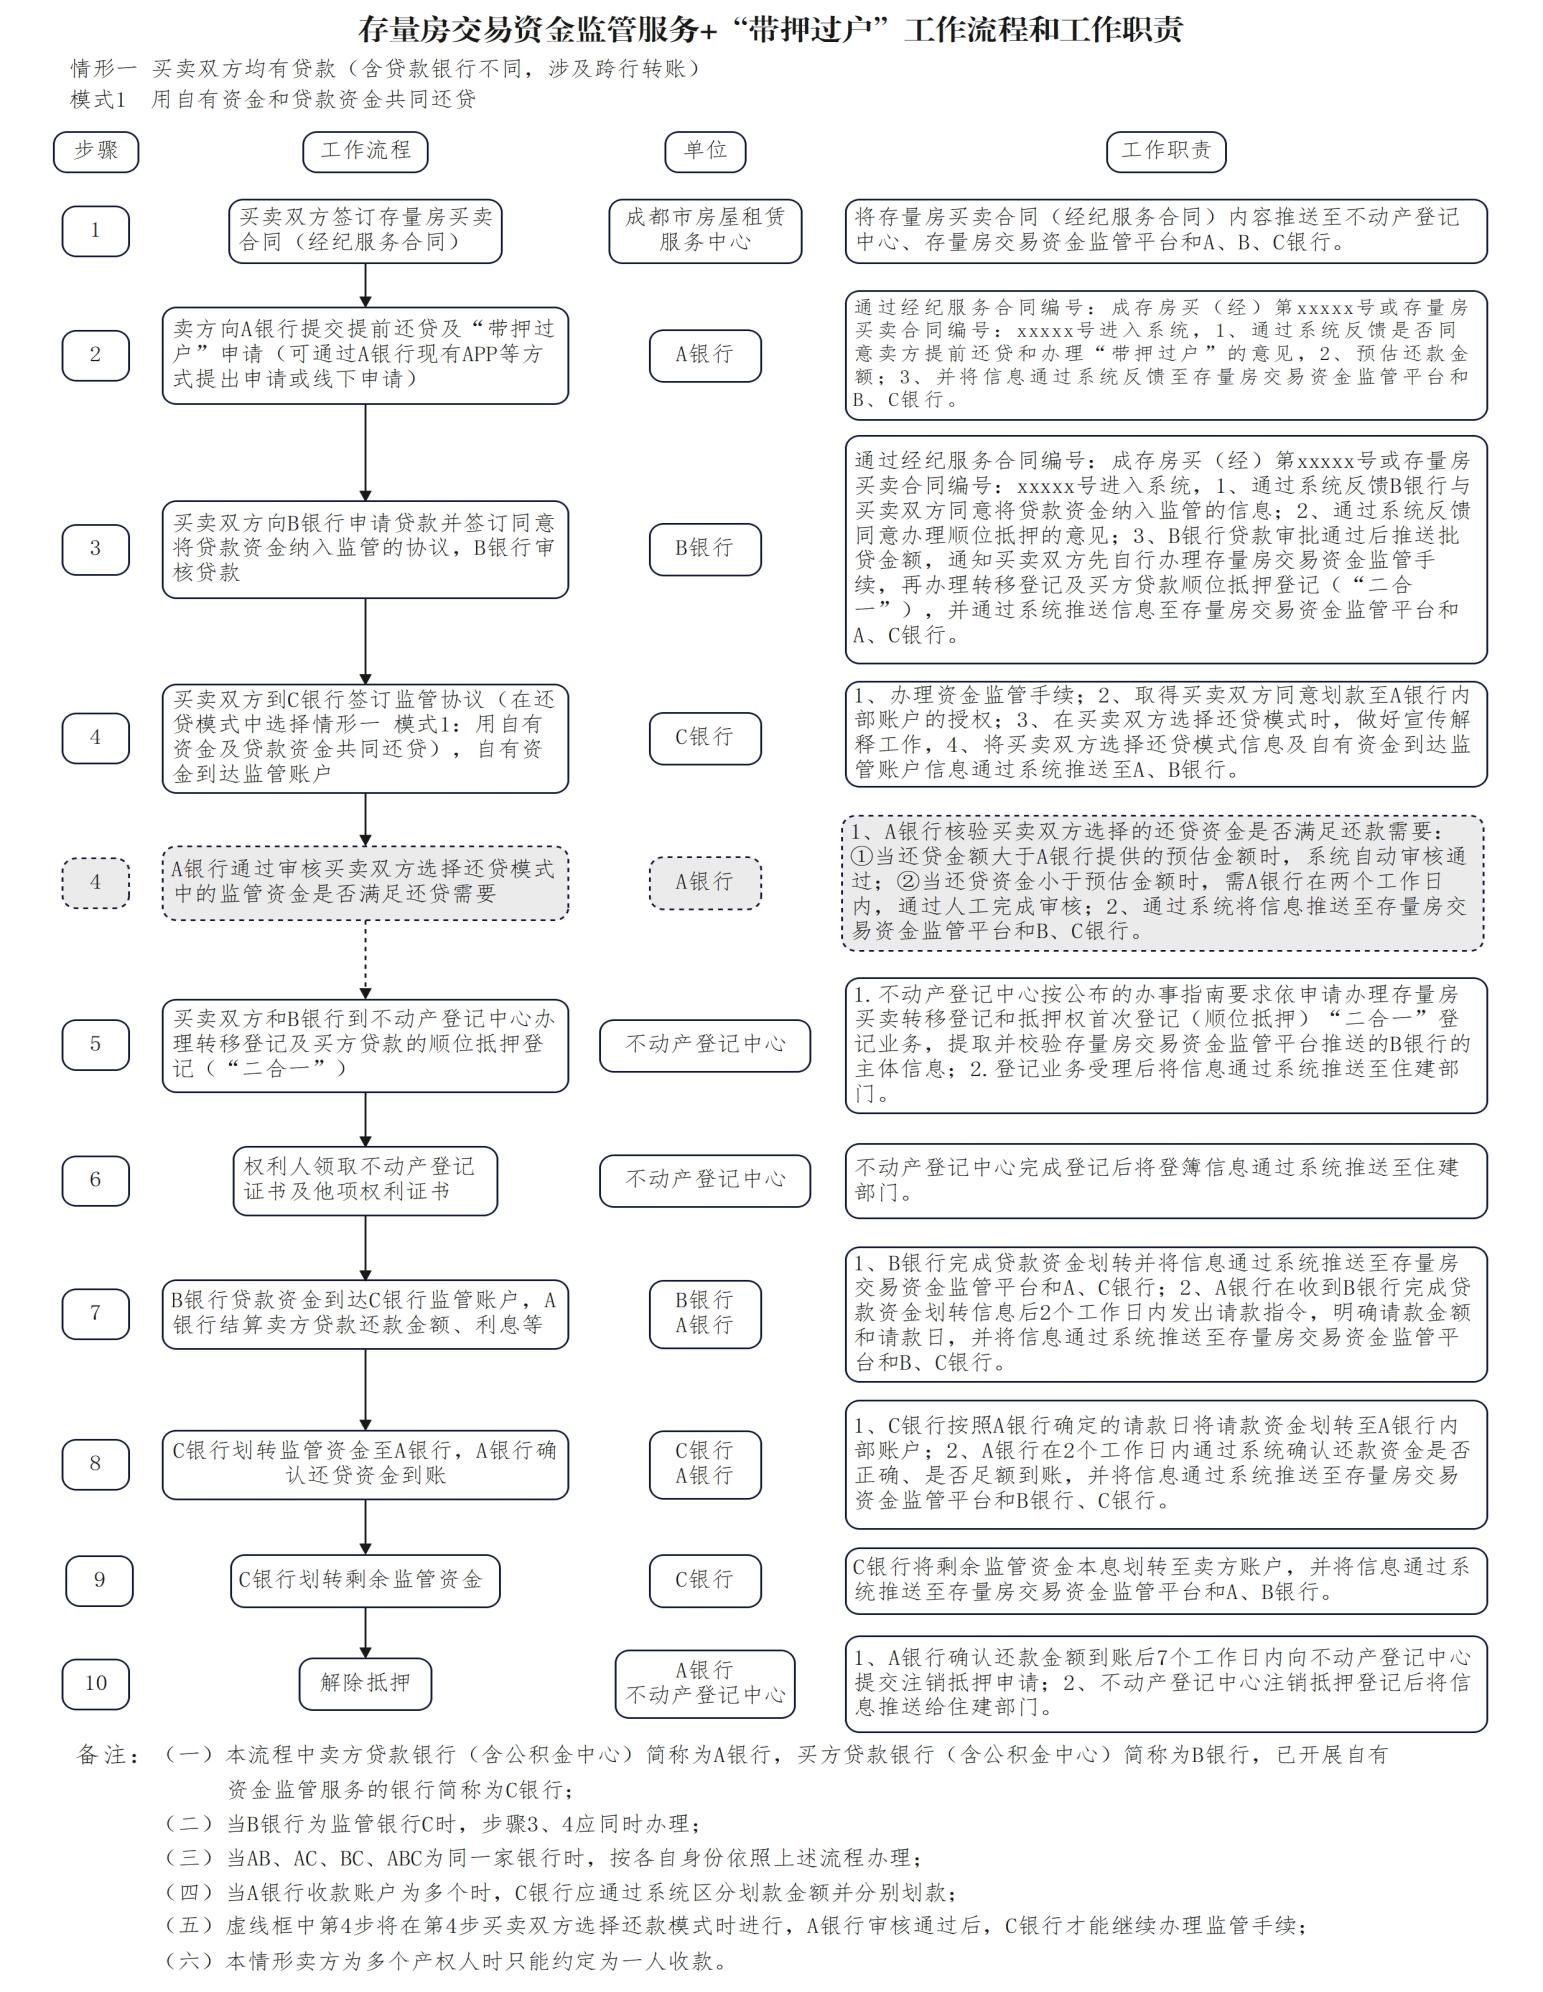 存量房交易资金监管服务+“带押过户”工作流程和工作职责
情形一 买卖双方均有贷款（含贷款银行不同，涉及跨行转账）
模式1 用自有资金和贷款资金共同还贷
步骤
工作流程
单位
工作职责
1
买卖双方签订存量房买卖
合同（经纪服务合同）
成都市房屋租赁
服务中心
将存量房买卖合同（经纪服务合同）内容推送至不动产登记
中心、存量房交易资金监管平台和A、B、C银行。
2
卖方向A银行提交提前还贷及“带押过
户”申请（可通过A银行现有APP等方
式提出申请或线下申请）
A银行
通过经纪服务合同编号：成存房买（经）第xxxxx号或存量房
买卖合同编号：xxxxx号进入系统，1、通过系统反馈是否同
意卖方提前还贷和办理“带押过户”的意见，2、预估还款金
额；3、并将信息通过系统反馈至存量房交易资金监管平台和
B、C银行。
3
买卖双方向B银行申请贷款并签订同意
将贷款资金纳入监管的协议，B银行审
核贷款
B银行
通过经纪服务合同编号：成存房买（经）第xxxxx号或存量房
买卖合同编号：xxxxx号进入系统，1、通过系统反馈B银行与
买卖双方同意将贷款资金纳入监管的信息；2、通过系统反馈
同意办理顺位抵押的意见；3、B银行贷款审批通过后推送批
贷金额，通知买卖双方先自行办理存量房交易资金监管手
续，再办理转移登记及买方贷款顺位抵押登记（“二合
一”），并通过系统推送信息至存量房交易资金监管平台和
A、C银行。
4
买卖双方到C银行签订监管协议（在还
贷模式中选择情形一 模式1：用自有
资金及贷款资金共同还贷），自有资
金到达监管账户
C银行
1、办理资金监管手续；2、取得买卖双方同意划款至A银行内
部账户的授权；3、在买卖双方选择还贷模式时，做好宣传解
释工作，4、将买卖双方选择还贷模式信息及自有资金到达监
管账户信息通过系统推送至A、B银行。
4
A银行通过审核买卖双方选择还贷模式
中的监管资金是否满足还贷需要
A银行
1、A银行核验买卖双方选择的还贷资金是否满足还款需要：
①当还贷金额大于A银行提供的预估金额时，系统自动审核通
过；②当还贷资金小于预估金额时，需A银行在两个工作日
内，通过人工完成审核；2、通过系统将信息推送至存量房交
易资金监管平台和B、C银行。
5
买卖双方和B银行到不动产登记中心办
理转移登记及买方贷款的顺位抵押登
记（“二合一”）
不动产登记中心
1.不动产登记中心按公布的办事指南要求依申请办理存量房
买卖转移登记和抵押权首次登记（顺位抵押）“二合一”登
记业务，提取并校验存量房交易资金监管平台推送的B银行的
主体信息；2.登记业务受理后将信息通过系统推送至住建部
门。
6
权利人领取不动产登记
证书及他项权利证书
不动产登记中心
不动产登记中心完成登记后将登簿信息通过系统推送至住建
部门。
7
B银行贷款资金到达C银行监管账户，A
银行结算卖方贷款还款金额、利息等
B银行
A银行
1、B银行完成贷款资金划转并将信息通过系统推送至存量房
交易资金监管平台和A、C银行；2、A银行在收到B银行完成贷
款资金划转信息后2个工作日内发出请款指令，明确请款金额
和请款日，并将信息通过系统推送至存量房交易资金监管平
台和B、C银行。
8
C银行划转监管资金至A银行，A银行确
认还贷资金到账
C银行
A银行
1、C银行按照A银行确定的请款日将请款资金划转至A银行内
部账户；2、A银行在2个工作日内通过系统确认还款资金是否
正确、是否足额到账，并将信息通过系统推送至存量房交易
资金监管平台和B银行、C银行。
9
C银行划转剩余监管资金
C银行
C银行将剩余监管资金本息划转至卖方账户，并将信息通过系
统推送至存量房交易资金监管平台和A、B银行。
10
解除抵押
A银行
不动产登记中心
1、A银行确认还款金额到账后7个工作日内向不动产登记中心
提交注销抵押申请；2、不动产登记中心注销抵押登记后将信
息推送给住建部门。
备注：（一）本流程中卖方贷款银行（含公积金中心）简称为A银行，买方贷款银行（含公积金中心）简称为B银行，已开展自有
资金监管服务的银行简称为C银行；
（二）当B银行为监管银行C时，步骤3、4应同时办理；
（三）当AB、AC、BC、ABC为同一家银行时，按各自身份依照上述流程办理；
（四）当A银行收款账户为多个时，C银行应通过系统区分划款金额并分别划款；
（五）虚线框中第4步将在第4步买卖双方选择还款模式时进行，A银行审核通过后，C银行才能继续办理监管手续；
（六）本情形卖方为多个产权人时只能约定为一人收款。